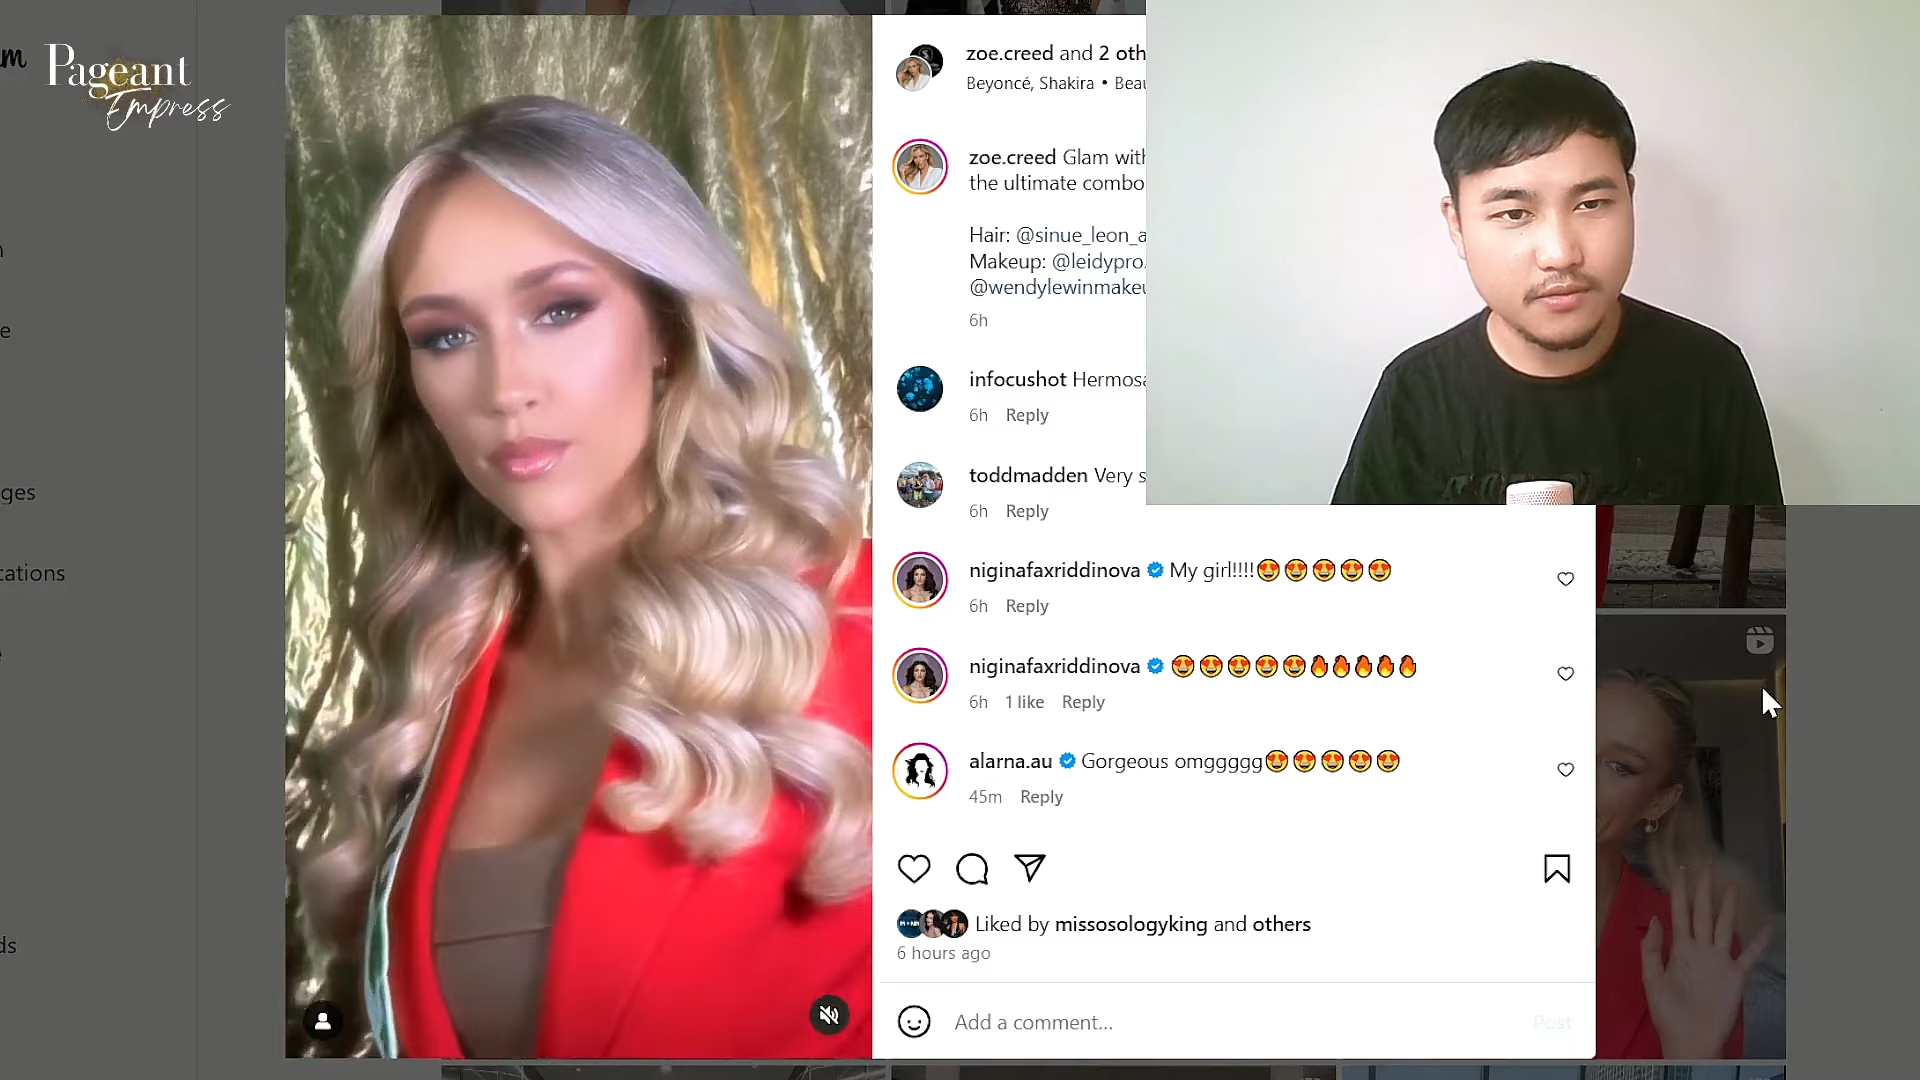 m
Pageant
Empress
ges
cations
ds
zoe.creed and 2 oth
Beyoncé, Shakira • Beau
zoe.creed Glam with
the ultimate combo
Hair: @sinue_leon_a
Makeup: @leidypro.
@wendylewinmakeu
6h
infocushot Hermosa
6h Reply
toddmadden Very s
6h Reply
niginafaxriddinova My girl!!!!😍😍😍😍😍
6h Reply
niginafaxriddinova 😍😍😍😍😍🔥🔥🔥🔥🔥
6h 1 like Reply
alarna.au Gorgeous omggggg😍😍😍😍😍
45m Reply
Liked by missosologyking and others
6 hours ago
Add a comment...
Post